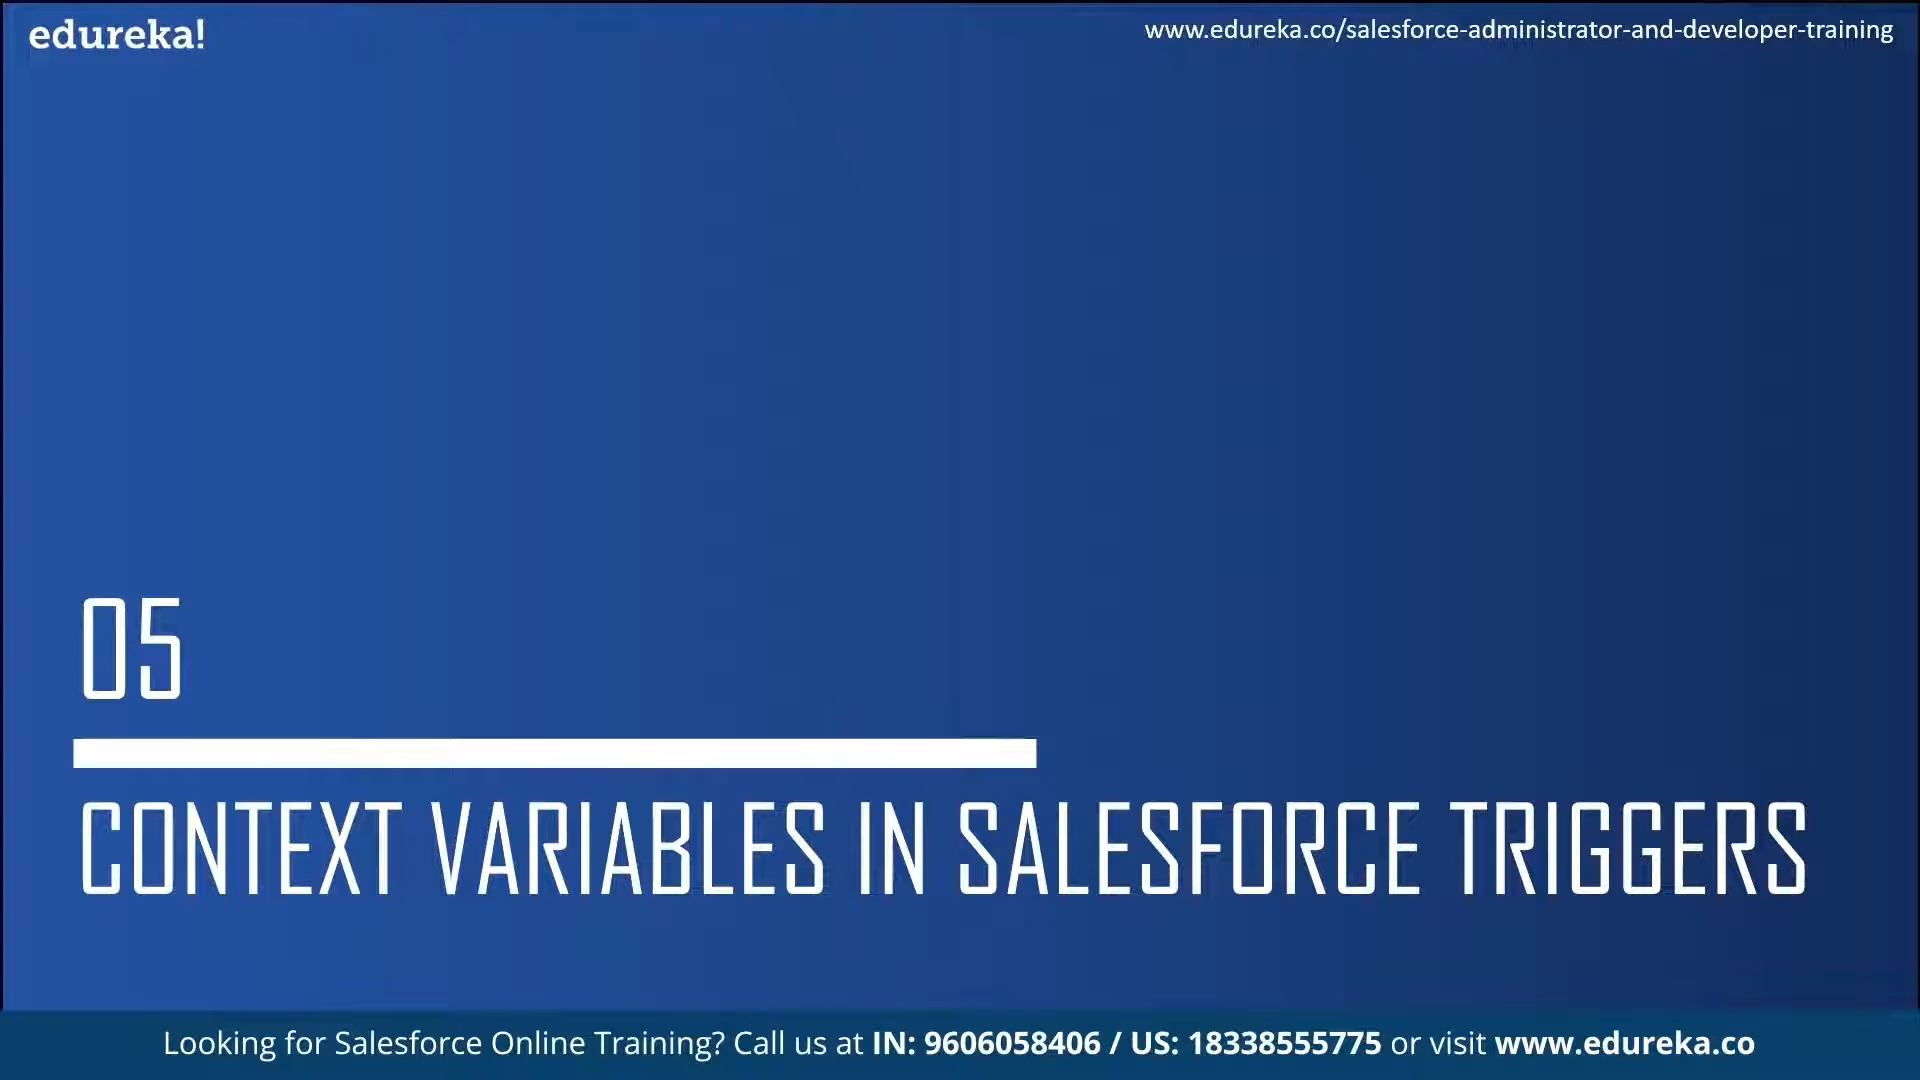 edureka!
www.edureka.co/salesforce-administrator-and-developer-training
05
CONTEXT VARIABLES IN SALESFORCE TRIGGERS
Looking for Salesforce Online Training? Call us at IN: 9606058406 / US: 18338555775 or visit www.edureka.co